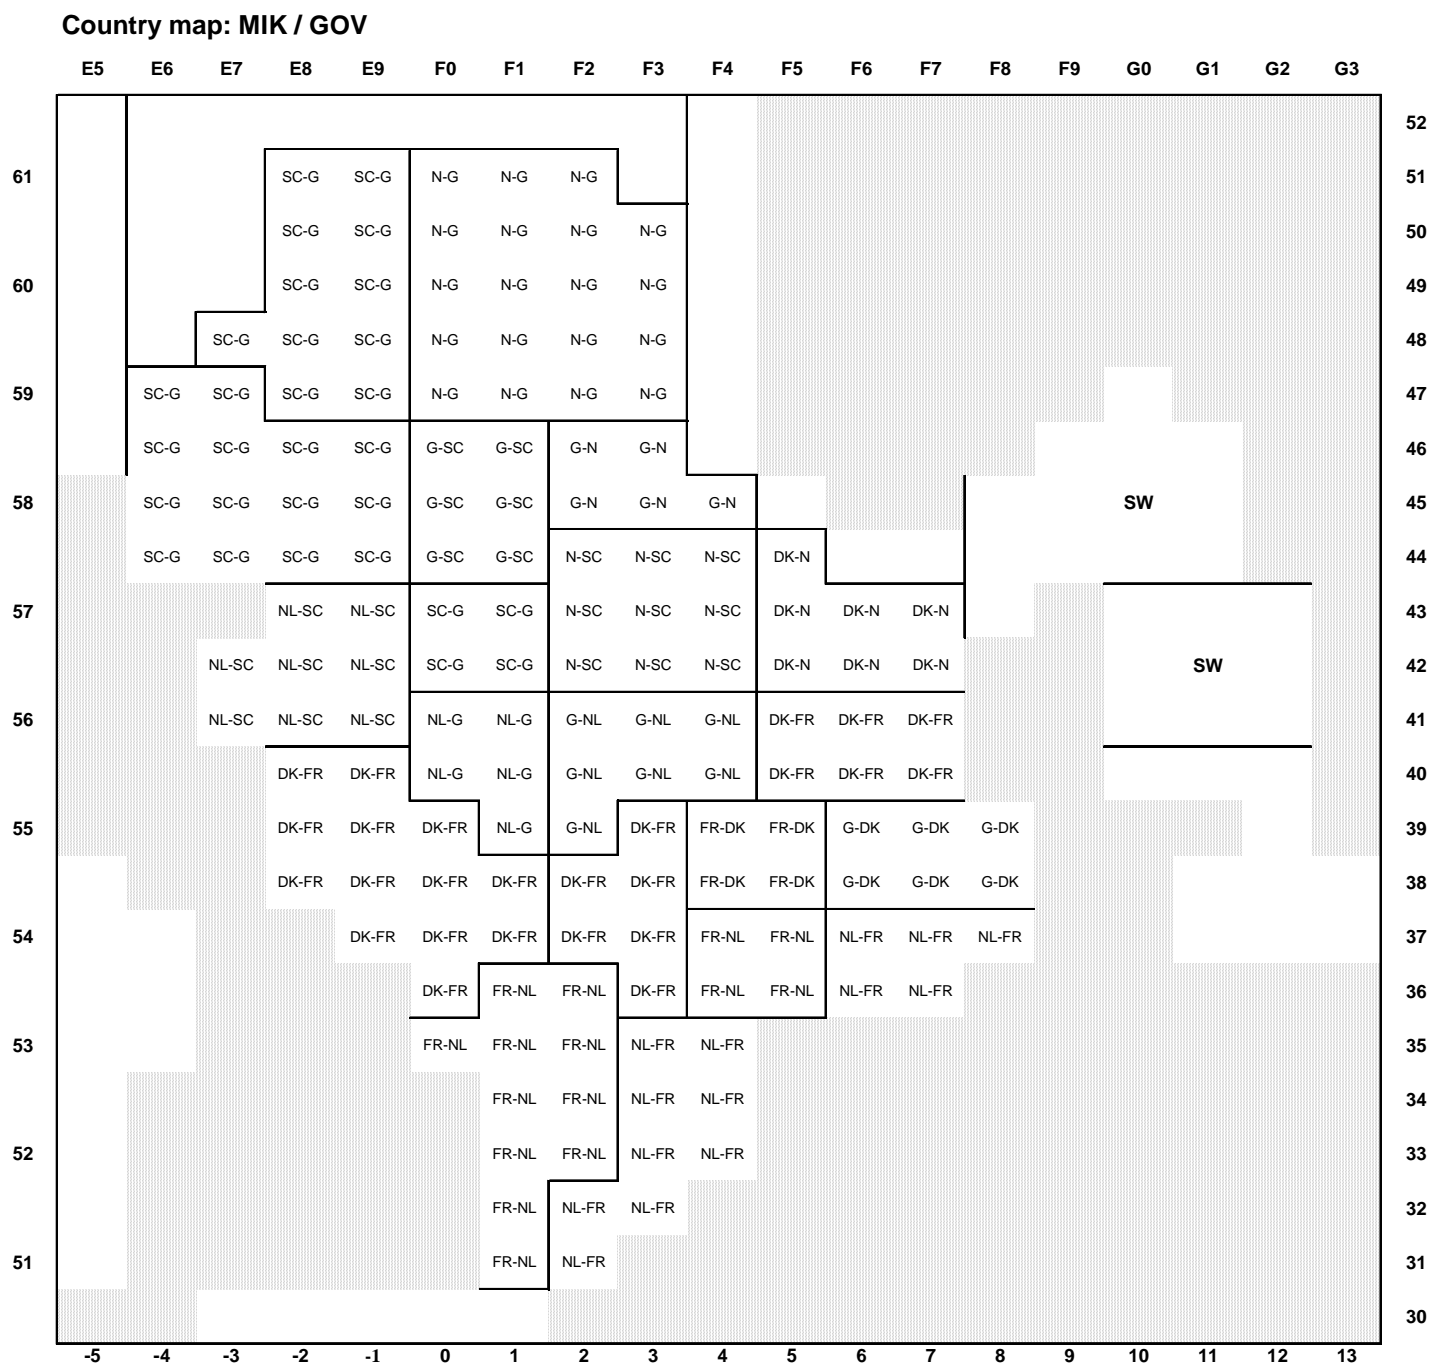 Country map: MIK / GOV
E5 E6 E7 E8 E9 F0 F1 F2 F3 F4 F5 F6 F7 F8 F9 G0 G1 G2 G3
52
61 SC-G SC-G N-G N-G N-G 51
SC-G SC-G N-G N-G N-G N-G 50
60 SC-G SC-G N-G N-G N-G N-G 49
SC-G SC-G SC-G N-G N-G N-G N-G 48
59 SC-G SC-G SC-G SC-G N-G N-G N-G N-G 47
SC-G SC-G SC-G SC-G G-SC G-SC G-N G-N 46
58 SC-G SC-G SC-G SC-G G-SC G-SC G-N G-N G-N SW 45
SC-G SC-G SC-G SC-G G-SC G-SC N-SC N-SC N-SC DK-N 44
57 NL-SC NL-SC SC-G SC-G N-SC N-SC N-SC DK-N DK-N DK-N 43
NL-SC NL-SC NL-SC SC-G SC-G N-SC N-SC N-SC DK-N DK-N DK-N SW 42
56 NL-SC NL-SC NL-SC NL-G NL-G G-NL G-NL G-NL DK-FR DK-FR DK-FR 41
DK-FR DK-FR NL-G NL-G G-NL G-NL G-NL DK-FR DK-FR DK-FR 40
55 DK-FR DK-FR DK-FR NL-G G-NL DK-FR FR-DK FR-DK G-DK G-DK G-DK 39
DK-FR DK-FR DK-FR DK-FR DK-FR DK-FR FR-DK FR-DK G-DK G-DK G-DK 38
54 DK-FR DK-FR DK-FR DK-FR DK-FR FR-NL FR-NL NL-FR NL-FR NL-FR 37
DK-FR FR-NL FR-NL DK-FR FR-NL FR-NL NL-FR NL-FR 36
53 FR-NL FR-NL FR-NL NL-FR NL-FR 35
FR-NL FR-NL NL-FR NL-FR 34
52 FR-NL FR-NL NL-FR NL-FR 33
FR-NL NL-FR NL-FR 32
51 FR-NL NL-FR 31
30
-5 -4 -3 -2 -1 0 1 2 3 4 5 6 7 8 9 10 11 12 13